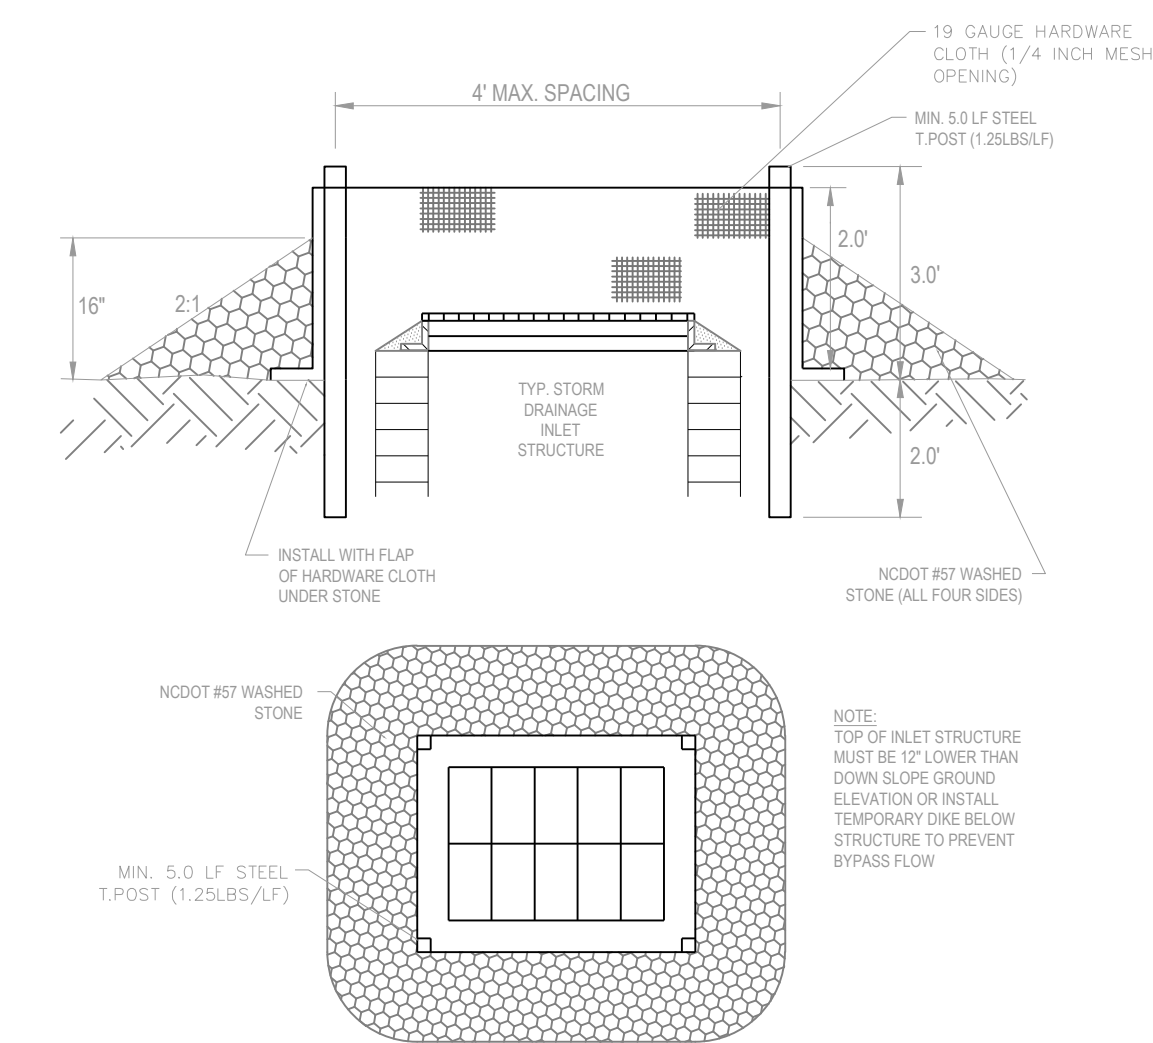 19 GAUGE HARDWARE
CLOTH (1/4 INCH MESH
OPENING)
4' MAX. SPACING
MIN. 5.0 LF STEEL
T.POST (1.25LBS/LF)
2.0'
3.0'
16"
2:1
TYP. STORM
DRAINAGE
INLET
STRUCTURE
2.0'
INSTALL WITH FLAP
OF HARDWARE CLOTH
UNDER STONE
NCDOT #57 WASHED
STONE (ALL FOUR SIDES)
NCDOT #57 WASHED
STONE
NOTE:
TOP OF INLET STRUCTURE
MUST BE 12" LOWER THAN
DOWN SLOPE GROUND
ELEVATION OR INSTALL
TEMPORARY DIKE BELOW
STRUCTURE TO PREVENT
BYPASS FLOW
MIN. 5.0 LF STEEL
T.POST (1.25LBS/LF)